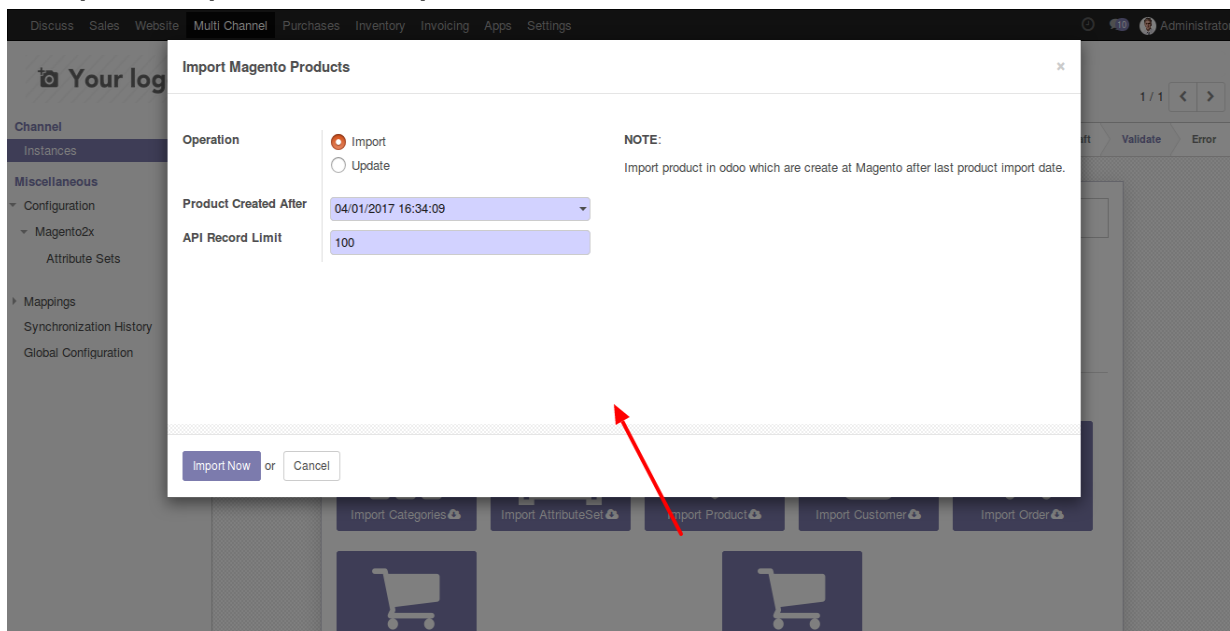 Discuss Sales Website Multi Channel Purchases Inventory Invoicing Apps Settings 10 Administrator
Your log
Import Magento Products ×
1 / 1
Channel
Instances
Validate Error
Miscellaneous
Configuration
Magento2x
Attribute Sets
Mappings
Synchronization History
Global Configuration
Operation
Import
Update
NOTE:
Import product in odoo which are create at Magento after last product import date.
Product Created After 04/01/2017 16:34:09
API Record Limit 100
Import Now or Cancel
Import Categories Import AttributeSet Import Product Import Customer Import Order